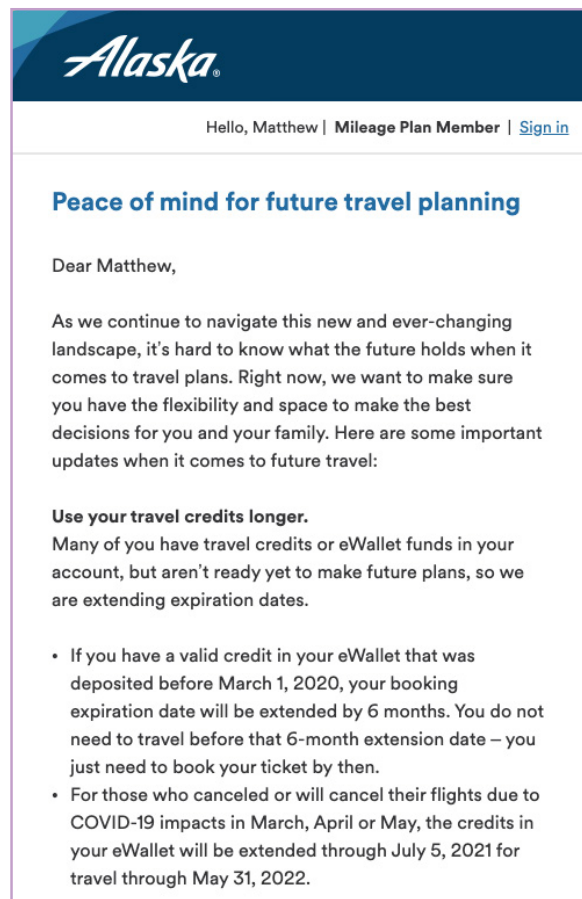 Alaska®
Hello, Matthew | Mileage Plan Member | Sign in
Peace of mind for future travel planning
Dear Matthew,
As we continue to navigate this new and ever-changing
landscape, it's hard to know what the future holds when it
comes to travel plans. Right now, we want to make sure
you have the flexibility and space to make the best
decisions for you and your family. Here are some important
updates when it comes to future travel:
Use your travel credits longer.
Many of you have travel credits or eWallet funds in your
account, but aren't ready yet to make future plans, so we
are extending expiration dates.
• If you have a valid credit in your eWallet that was
deposited before March 1, 2020, your booking
expiration date will be extended by 6 months. You do not
need to travel before that 6-month extension date – you
just need to book your ticket by then.
• For those who canceled or will cancel their flights due to
COVID-19 impacts in March, April or May, the credits in
your eWallet will be extended through July 5, 2021 for
travel through May 31, 2022.